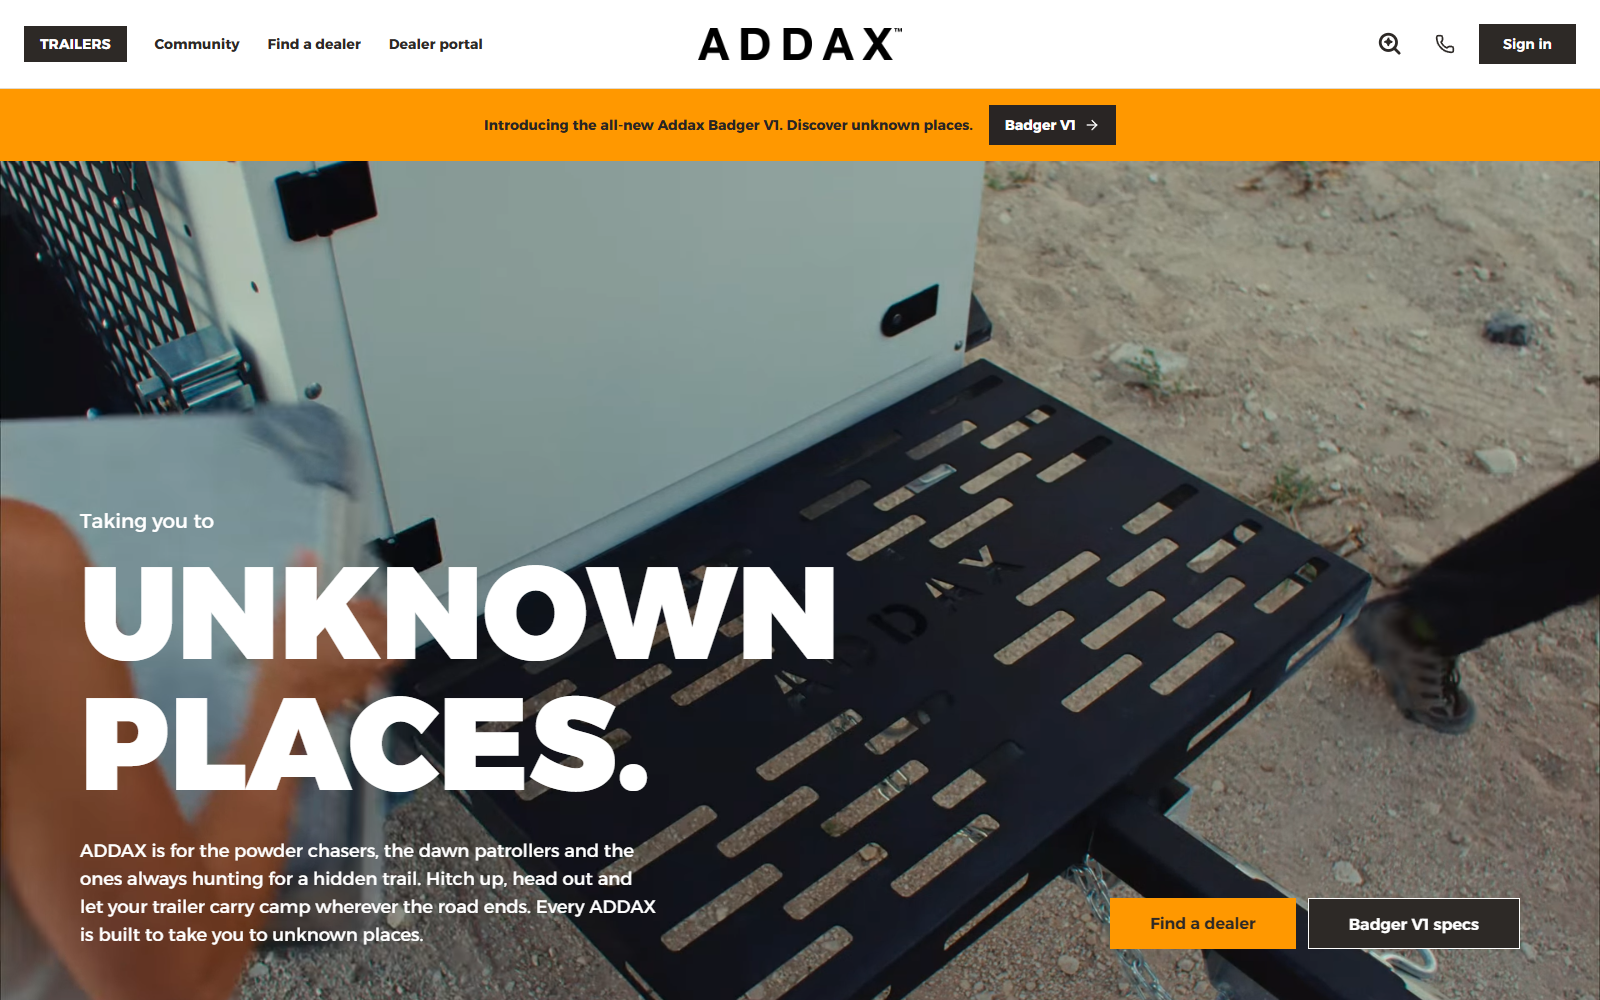 TRAILERS
Community
Find a dealer
Dealer portal
ADDAX™
Sign in
Introducing the all-new Addax Badger V1. Discover unknown places.
Badger V1
Taking you to
UNKNOWN
PLACES.
ADDAX
ADDAX is for the powder chasers, the dawn patrollers and the
ones always hunting for a hidden trail. Hitch up, head out and
let your trailer carry camp wherever the road ends. Every ADDAX
is built to take you to unknown places.
Find a dealer
Badger V1 specs